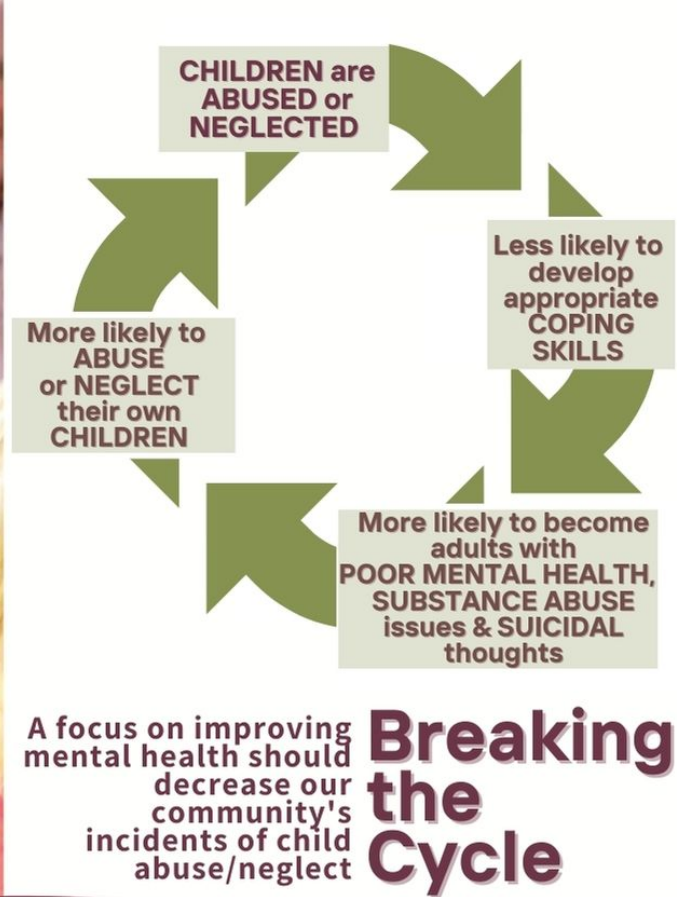 CHILDREN are
ABUSED or
NEGLECTED
Less likely to
develop
appropriate
COPING
SKILLS
More likely to become
adults with
POOR MENTAL HEALTH,
SUBSTANCE ABUSE
issues & SUICIDAL
thoughts
More likely to
ABUSE
or NEGLECT
their own
CHILDREN
A focus on improving
mental health should
decrease our
community's
incidents of child
abuse/neglect
Breaking
the
Cycle